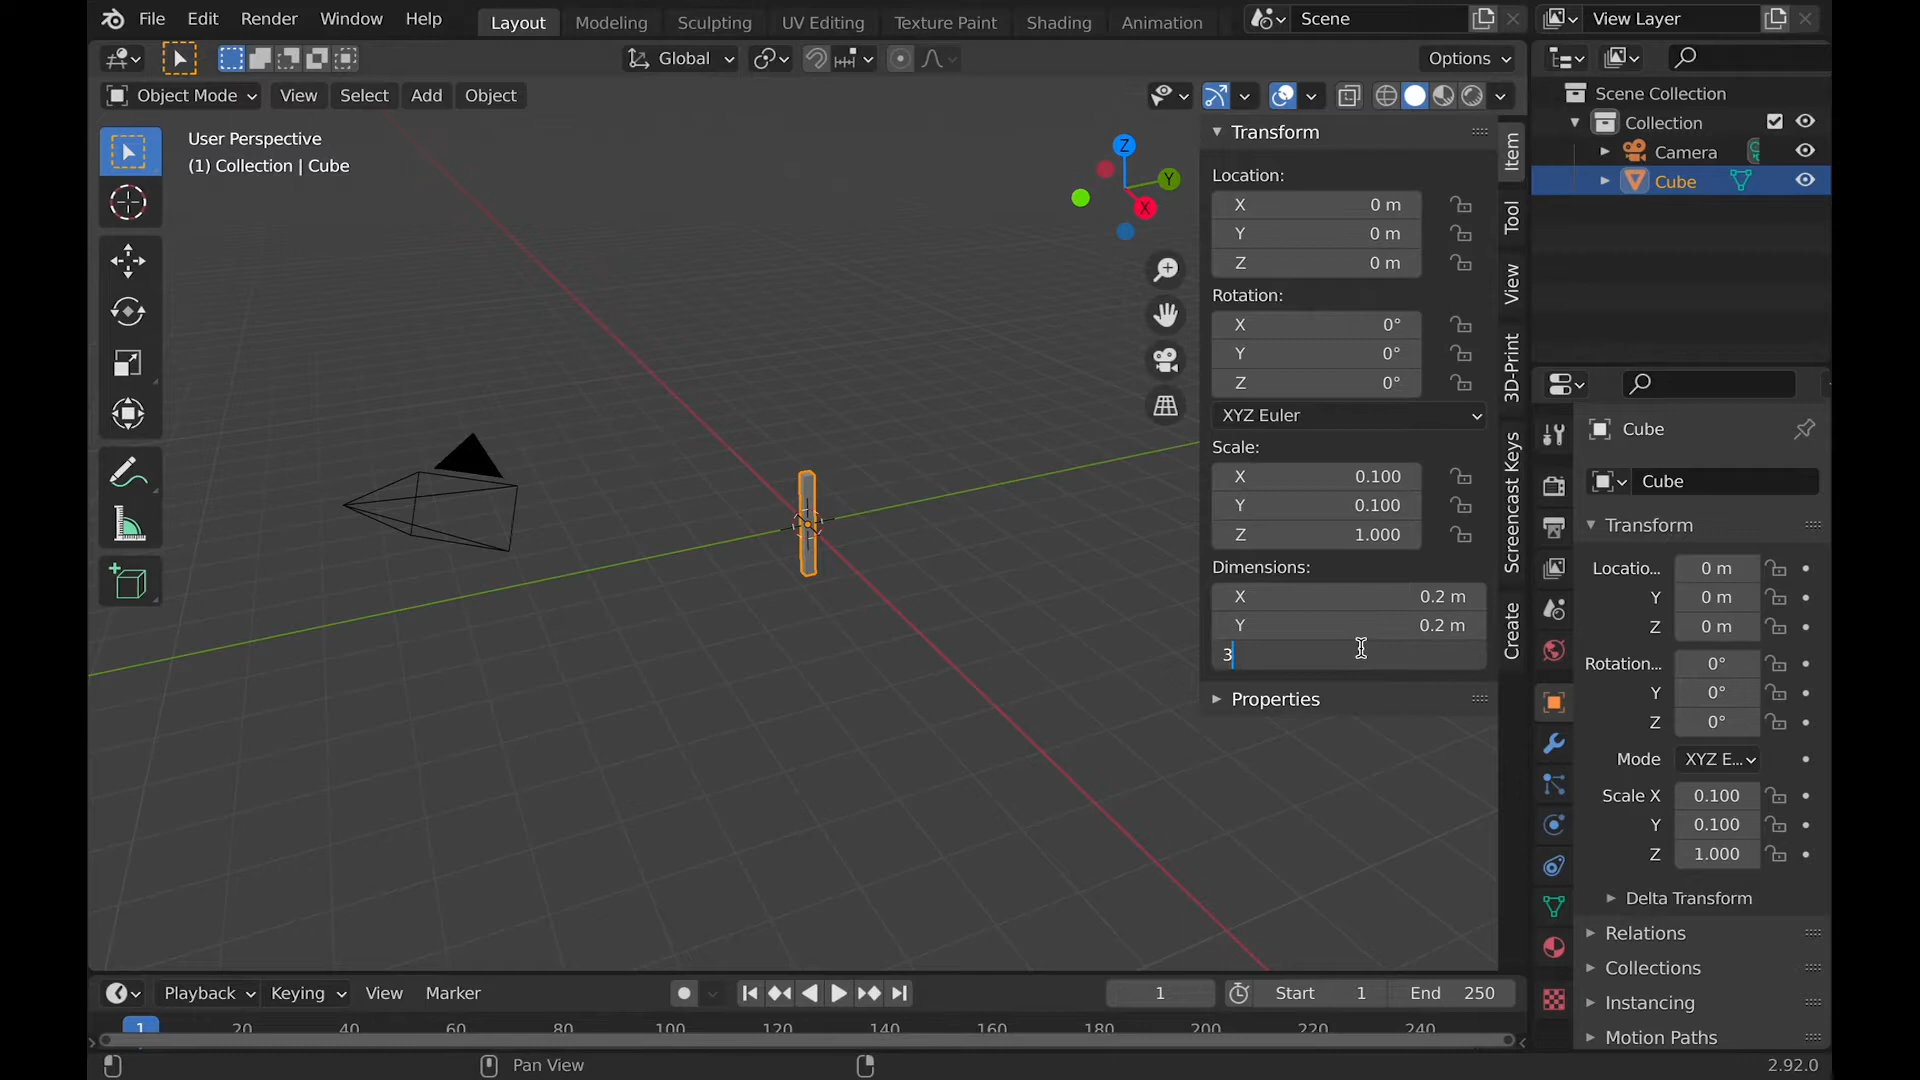 File Edit Render Window Help Layout Modeling Sculpting UV Editing Texture Paint Shading Animation Scene View Layer
Global Options
Object Mode View Select Add Object
User Perspective
(1) Collection | Cube
Z
Y
X
Transform
Location:
X 0 m
Y 0 m
Z 0 m
Rotation:
X 0°
Y 0°
Z 0°
XYZ Euler
Scale:
X 0.100
Y 0.100
Z 1.000
Dimensions:
X 0.2 m
Y 0.2 m
3
Properties
Item
Tool
View
3D-Print
Screencast Keys
Create
Scene Collection
Collection
Camera
Cube
Cube
Cube
Transform
Locatio... 0 m
Y 0 m
Z 0 m
Rotation... 0°
Y 0°
Z 0°
Mode XYZ E...
Scale X 0.100
Y 0.100
Z 1.000
Delta Transform
Relations
Collections
Instancing
Motion Paths
Playback Keying View Marker 1 Start 1 End 250
1 20 40 60 80 100 120 140 160 180 200 220 240
Pan View 2.92.0